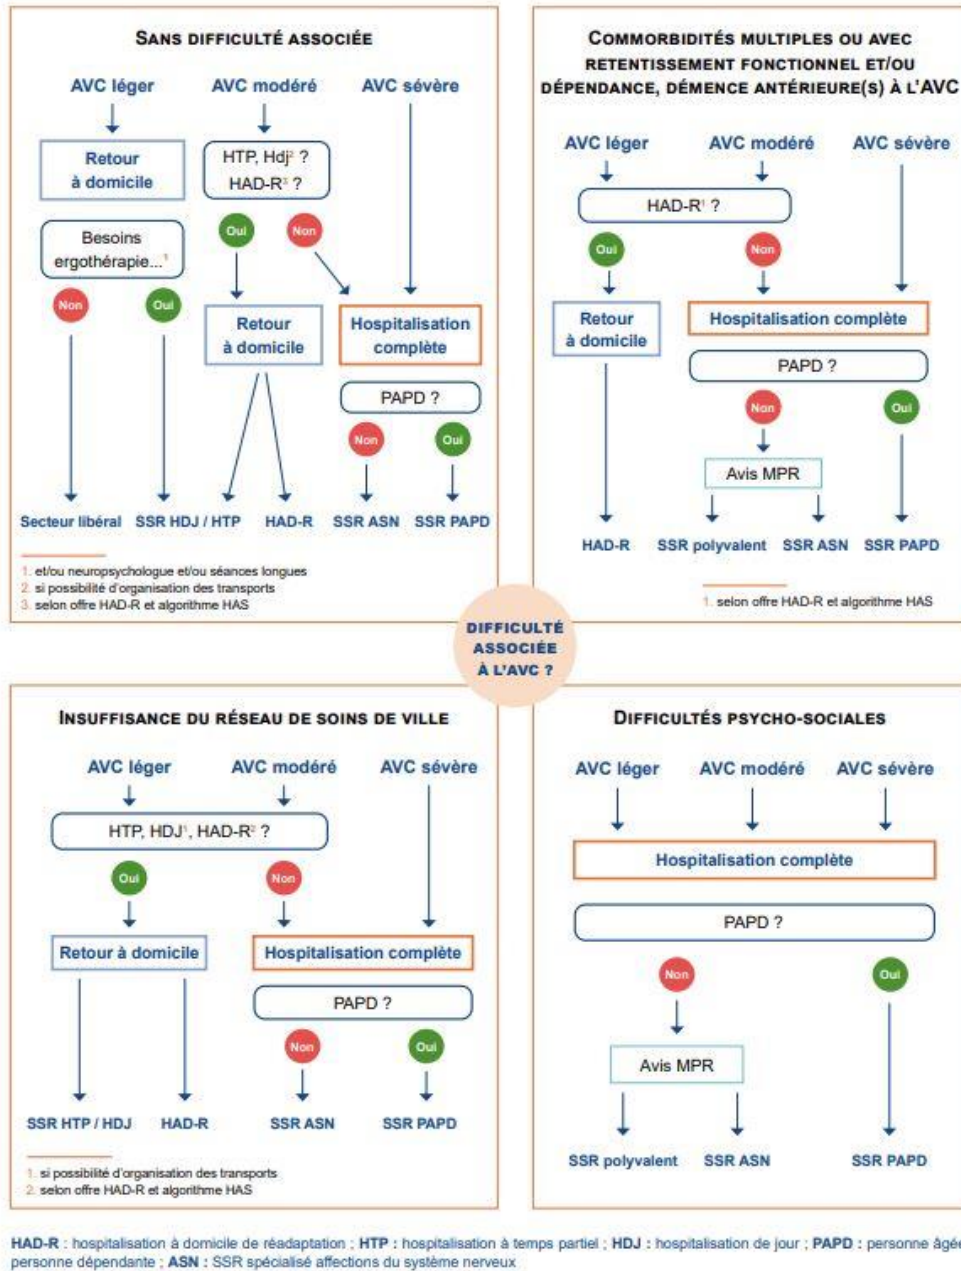 SANS DIFFICULTÉ ASSOCIÉE
AVC léger
AVC modéré
AVC sévère
Retour
à domicile
HTP, Hdj² ?
HAD-R³ ?
Besoins
ergothérapie...¹
Oui
Non
Non
Oui
Retour
à domicile
Hospitalisation
complète
PAPD ?
Non
Oui
Secteur libéral
SSR HDJ / HTP
HAD-R
SSR ASN
SSR PAPD
1. et/ou neuropsychologue et/ou séances longues
2. si possibilité d'organisation des transports
3. selon offre HAD-R et algorithme HAS
COMMORBIDITÉS MULTIPLES OU AVEC
RETENTISSEMENT FONCTIONNEL ET/OU
DÉPENDANCE, DÉMENCE ANTÉRIEURE(S) À L'AVC
AVC léger
AVC modéré
AVC sévère
HAD-R¹ ?
Oui
Non
Retour
à domicile
Hospitalisation complète
PAPD ?
Non
Oui
Avis MPR
HAD-R
SSR polyvalent
SSR ASN
SSR PAPD
1. selon offre HAD-R et algorithme HAS
DIFFICULTÉ
ASSOCIÉE
À L'AVC ?
INSUFFISANCE DU RÉSEAU DE SOINS DE VILLE
AVC léger
AVC modéré
AVC sévère
HTP, HDJ¹, HAD-R² ?
Oui
Non
Retour à domicile
Hospitalisation complète
PAPD ?
Non
Oui
SSR HTP / HDJ
HAD-R
SSR ASN
SSR PAPD
1. si possibilité d'organisation des transports
2. selon offre HAD-R et algorithme HAS
DIFFICULTÉS PSYCHO-SOCIALES
AVC léger
AVC modéré
AVC sévère
Hospitalisation complète
PAPD ?
Non
Oui
Avis MPR
SSR polyvalent
SSR ASN
SSR PAPD
HAD-R : hospitalisation à domicile de réadaptation ; HTP : hospitalisation à temps partiel ; HDJ : hospitalisation de jour ; PAPD : personne âgée
personne dépendante ; ASN : SSR spécialisé affections du système nerveux